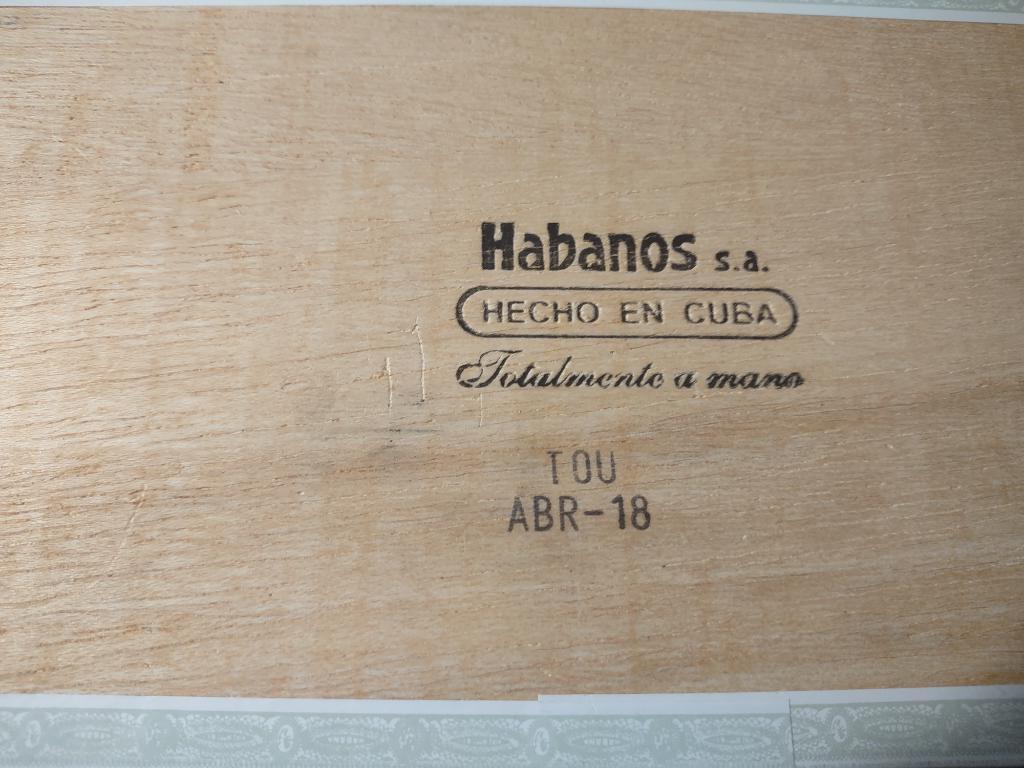 Habanos s.a.
HECHO EN CUBA
Totalmente a mano
TOU
ABR-18